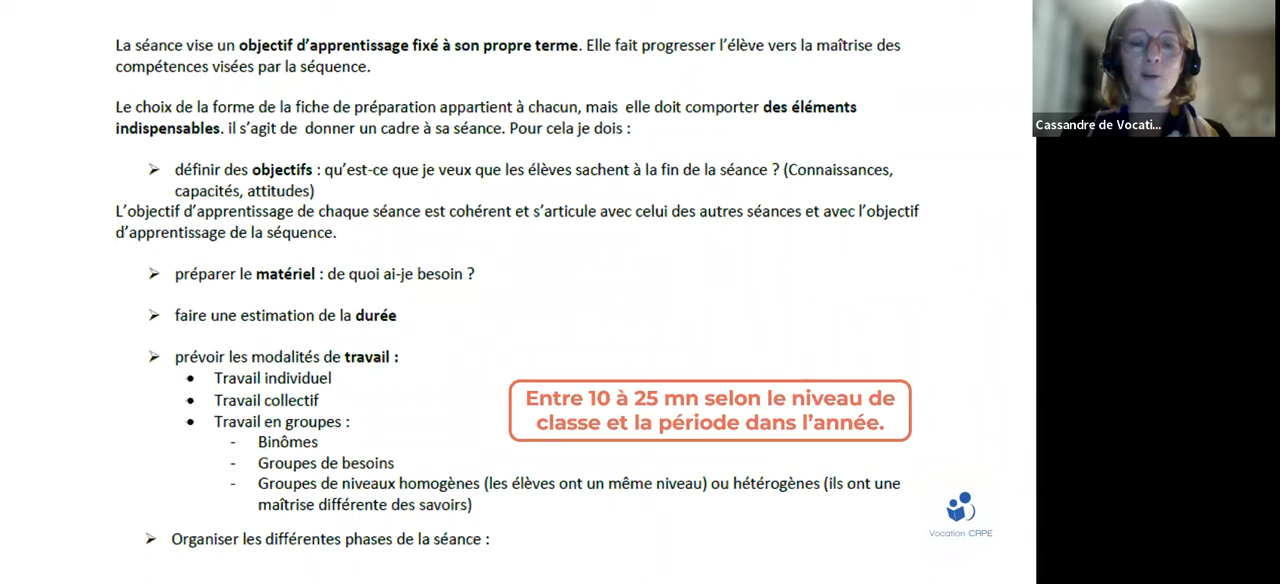 La séance vise un objectif d'apprentissage fixé à son propre terme. Elle fait progresser l'élève vers la maîtrise des
compétences visées par la séquence.
Le choix de la forme de la fiche de préparation appartient à chacun, mais elle doit comporter des éléments
indispensables. il s'agit de donner un cadre à sa séance. Pour cela je dois :
➢ définir des objectifs : qu'est-ce que je veux que les élèves sachent à la fin de la séance ? (Connaissances,
capacités, attitudes)
L'objectif d'apprentissage de chaque séance est cohérent et s'articule avec celui des autres séances et avec l'objectif
d'apprentissage de la séquence.
➢ préparer le matériel : de quoi ai-je besoin ?
➢ faire une estimation de la durée
➢ prévoir les modalités de travail :
• Travail individuel
• Travail collectif
• Travail en groupes :
- Binômes
- Groupes de besoins
- Groupes de niveaux homogènes (les élèves ont un même niveau) ou hétérogènes (ils ont une
maîtrise différente des savoirs)
➢ Organiser les différentes phases de la séance :
Entre 10 à 25 mn selon le niveau de
classe et la période dans l'année.
Vocation CRPE
Cassandre de Vocati...